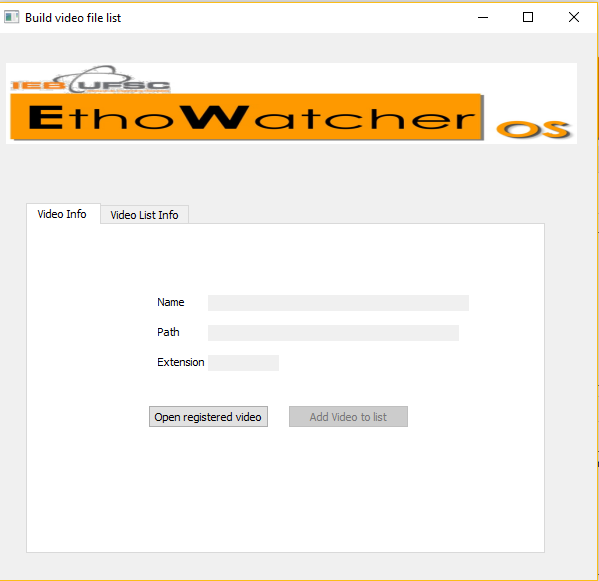 Build video file list
IEB UFSC
EthoWatcher
OS
Video Info
Video List Info
Name
Path
Extension
Open registered video
Add Video to list